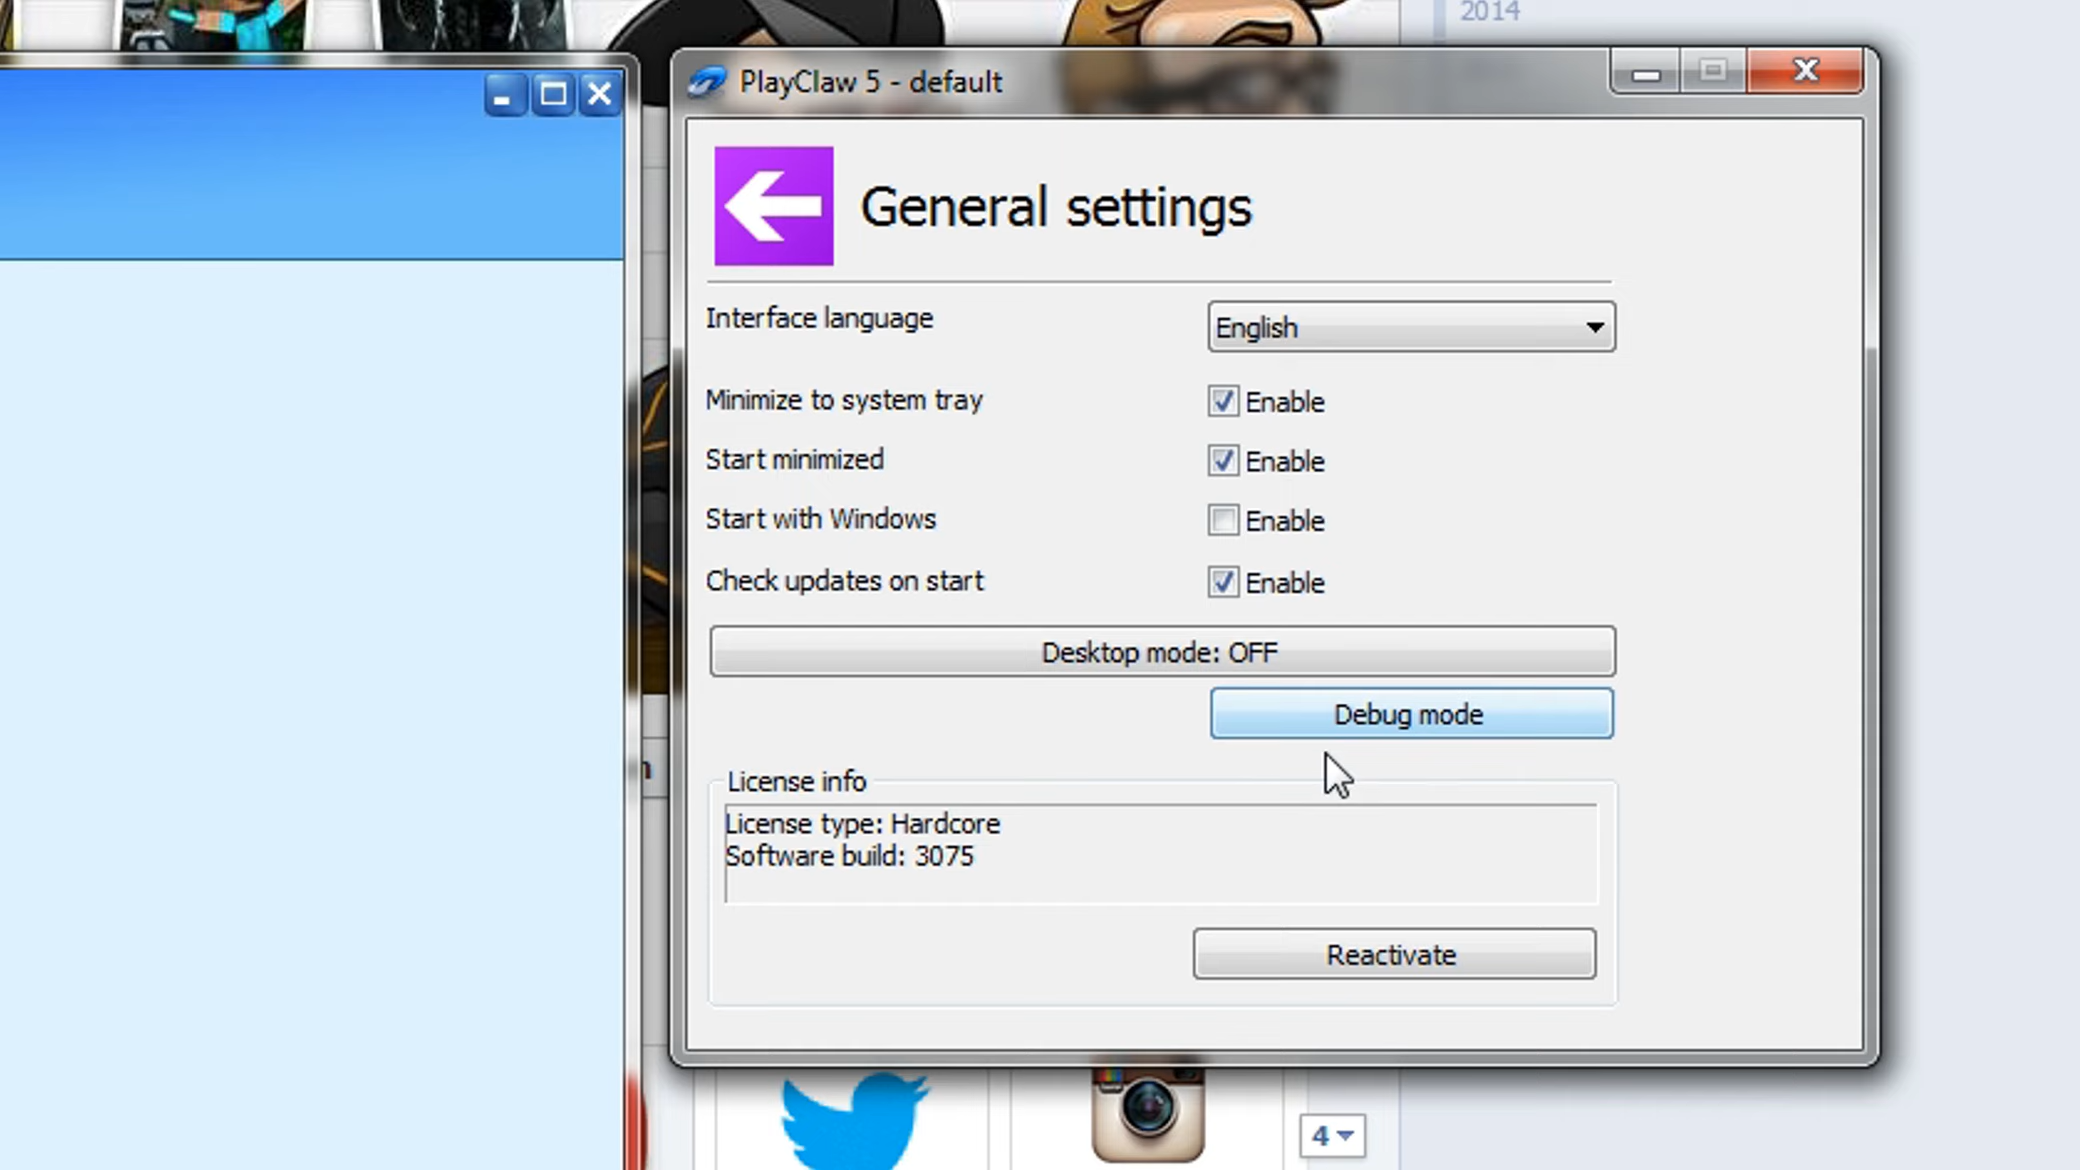 2014
PlayClaw 5 - default
General settings
Interface language
English
Minimize to system tray
Enable
Start minimized
Enable
Start with Windows
Enable
Check updates on start
Enable
Desktop mode: OFF
Debug mode
License info
License type: Hardcore
Software build: 3075
Reactivate
4